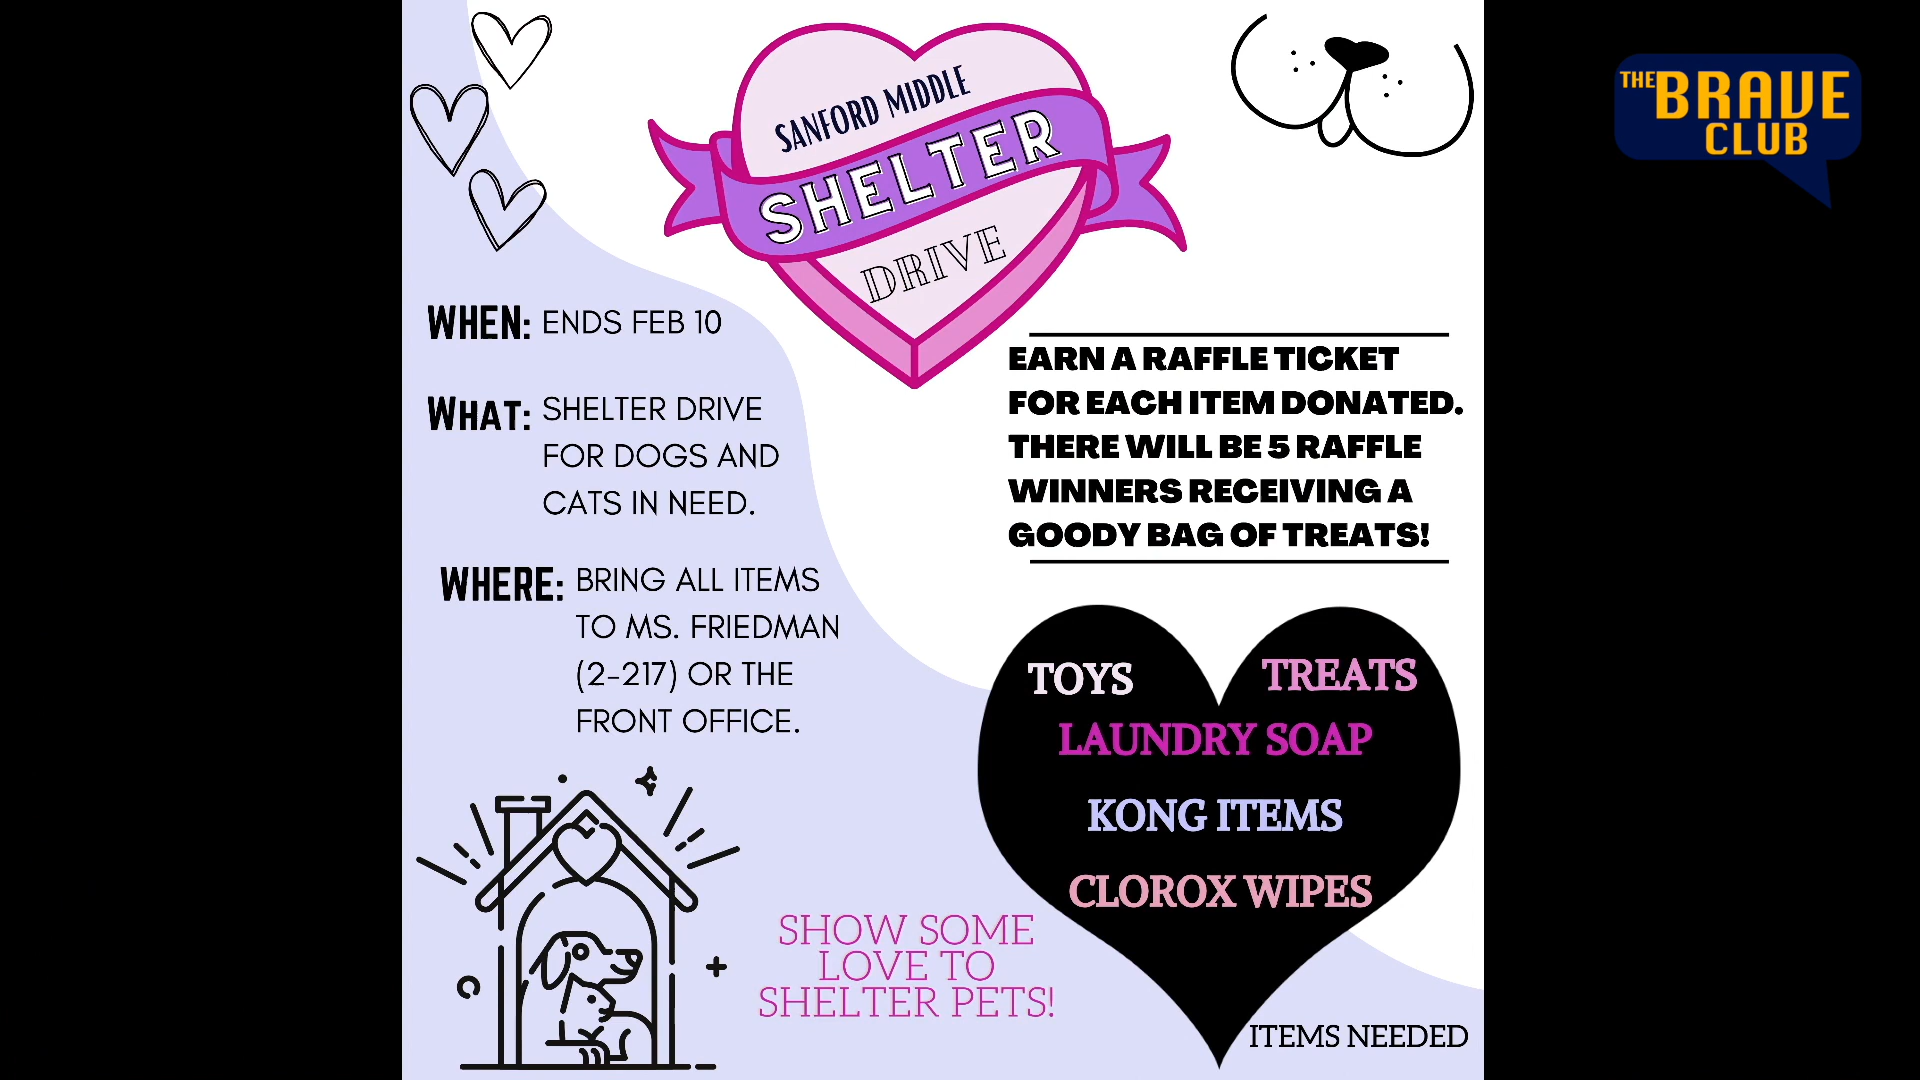 SANFORD MIDDLE
SHELTER
DRIVE
THE BRAVE
CLUB
WHEN: ENDS FEB 10
WHAT: SHELTER DRIVE
FOR DOGS AND
CATS IN NEED.
WHERE: BRING ALL ITEMS
TO MS. FRIEDMAN
(2-217) OR THE
FRONT OFFICE.
EARN A RAFFLE TICKET
FOR EACH ITEM DONATED.
THERE WILL BE 5 RAFFLE
WINNERS RECEIVING A
GOODY BAG OF TREATS!
TOYS TREATS
LAUNDRY SOAP
KONG ITEMS
CLOROX WIPES
SHOW SOME
LOVE TO
SHELTER PETS!
ITEMS NEEDED